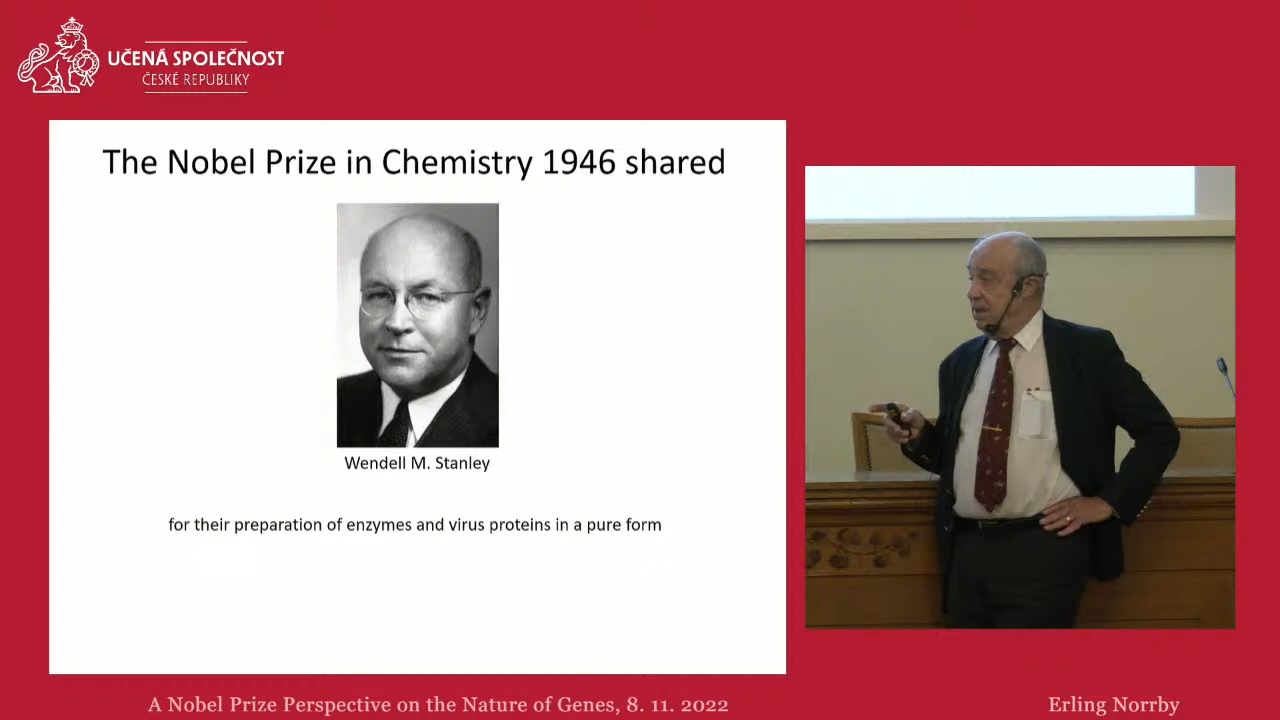 UČENÁ SPOLEČNOST
ČESKÉ REPUBLIKY
The Nobel Prize in Chemistry 1946 shared
Wendell M. Stanley
for their preparation of enzymes and virus proteins in a pure form
A Nobel Prize Perspective on the Nature of Genes, 8. 11. 2022
Erling Norrby